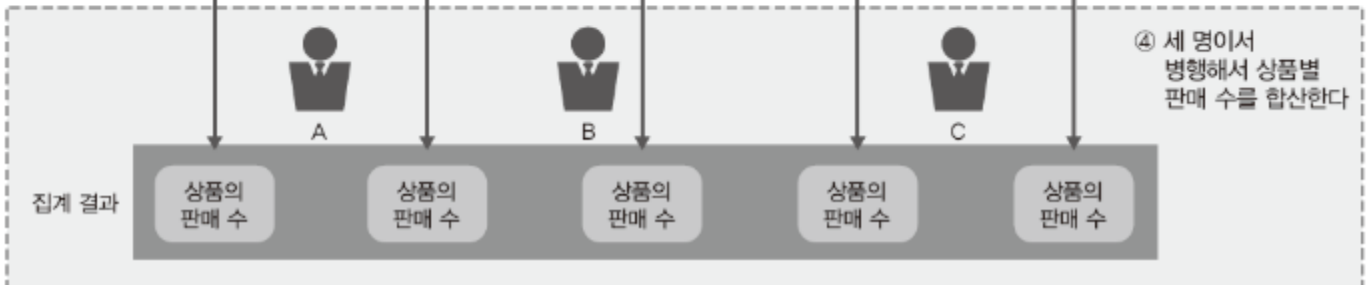 ④ 세 명이서
병행해서 상품별
판매 수를 합산한다
A
B
C
집계 결과
상품의
판매 수
상품의
판매 수
상품의
판매 수
상품의
판매 수
상품의
판매 수